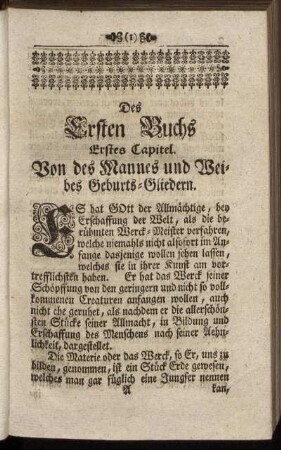 (1)
Des
Ersten Buchs
Erstes Capitel.
Von des Mannes und Wei-
bes Geburts-Gliedern.
ES hat GOtt der Allmächtige, bey
Erschaffung der Welt, als die be-
rühmten Werck-Meister verfahren,
welche niemahls nicht alsofort im An-
fange dasjenige wollen sehen lassen,
welches sie in ihrer Kunst am vor-
trefflichsten haben. Er hat das Werck seiner
Schöpffung von den geringern und nicht so voll-
kommenen Creaturen anfangen wollen, auch
nicht ehe geruhet, als nachdem er die allerschön-
sten Stücke seiner Allmacht, in Bildung und
Erschaffung des Menschens nach seiner Aehn-
lichkeit, dargestellet.
Die Materie oder das Werck, so Er, uns zu
bilden, genommen, ist ein Stück Erde gewesen,
welches man gar füglich eine Jungfer nennen
A kan,